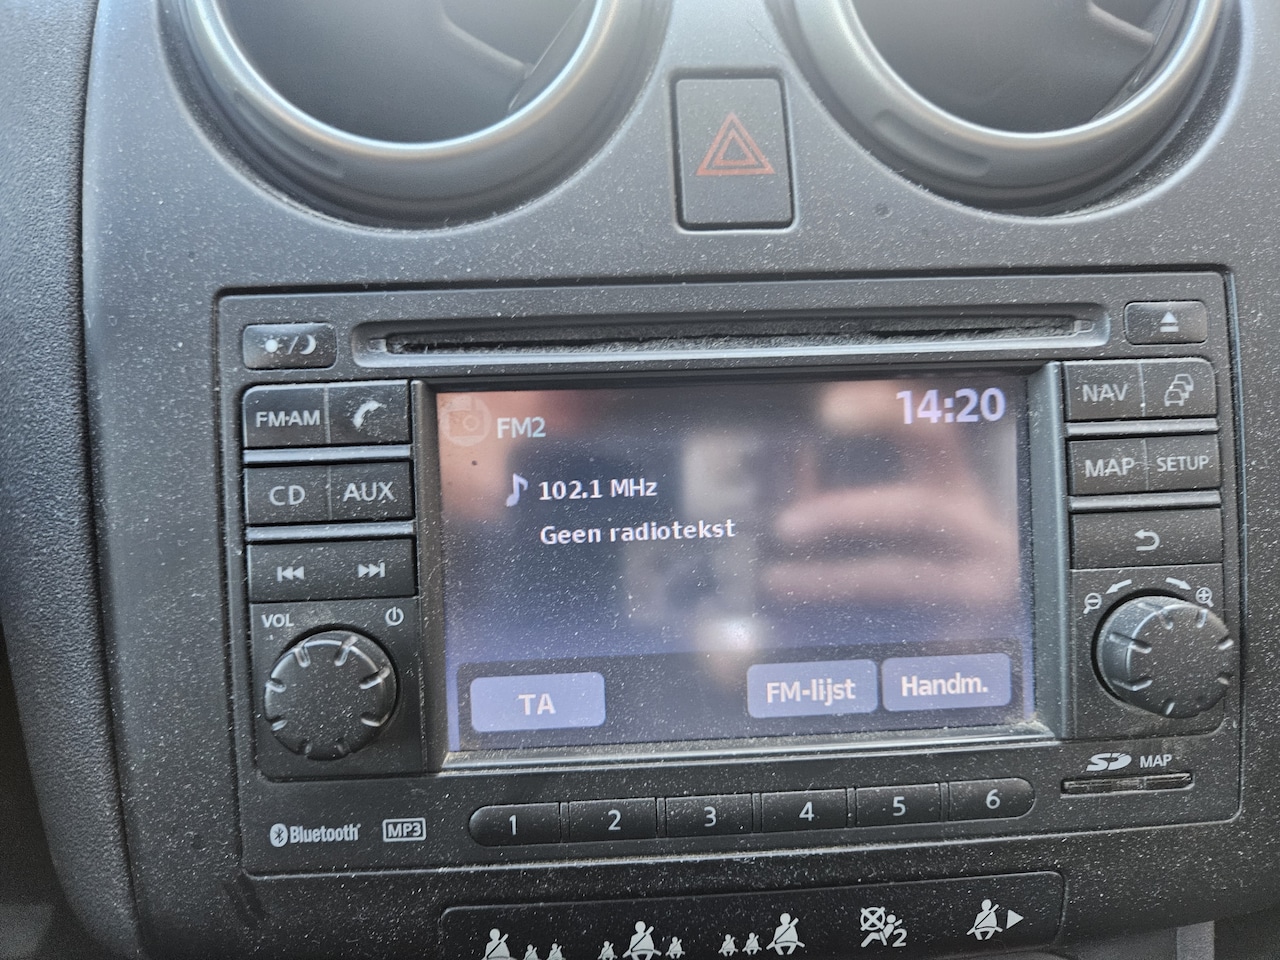 FM·AM
CD AUX
VOL
FM2
14:20
102.1 MHz
Geen radiotekst
TA
FM-lijst
Handm.
NAV
MAP SETUP
SD MAP
Bluetooth
MP3
1 2 3 4 5 6
2